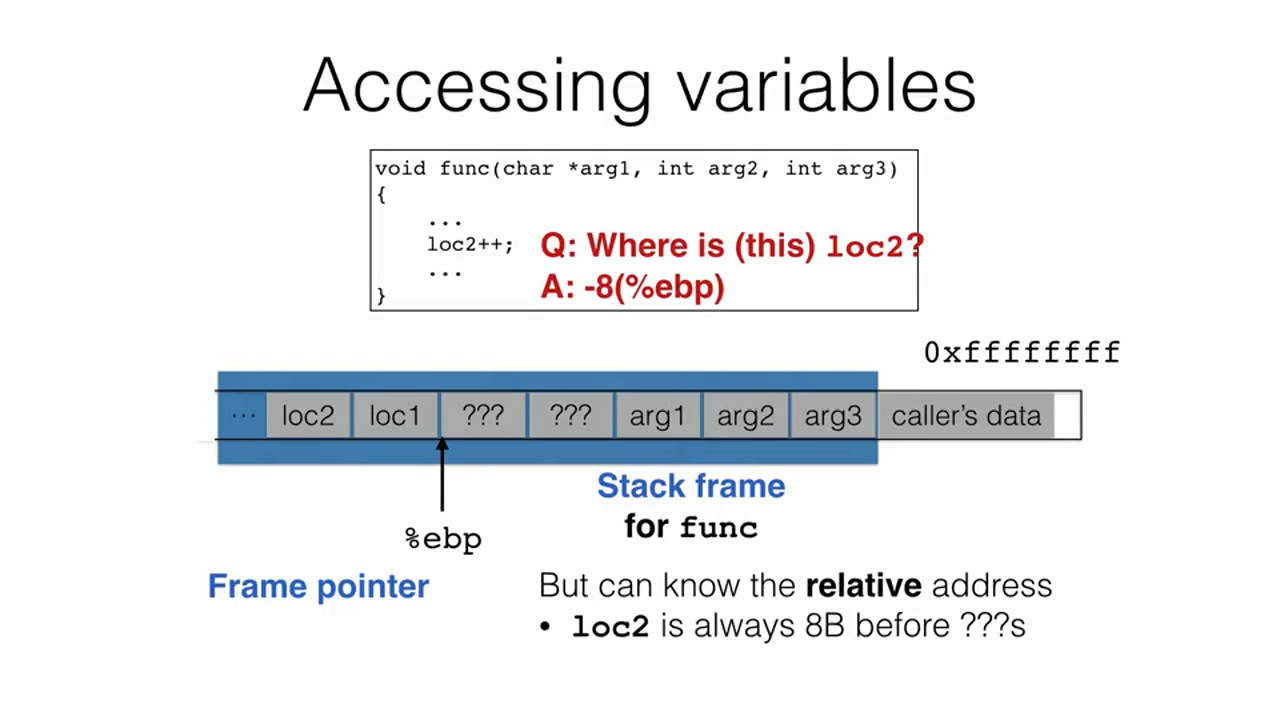 Accessing variables
void func(char *arg1, int arg2, int arg3)
{
...
loc2++; Q: Where is (this) loc2?
... A: -8(%ebp)
}
0xffffffff
... loc2 loc1 ??? ??? arg1 arg2 arg3 caller's data
Stack frame
for func
%ebp
Frame pointer
But can know the relative address
• loc2 is always 8B before ???s